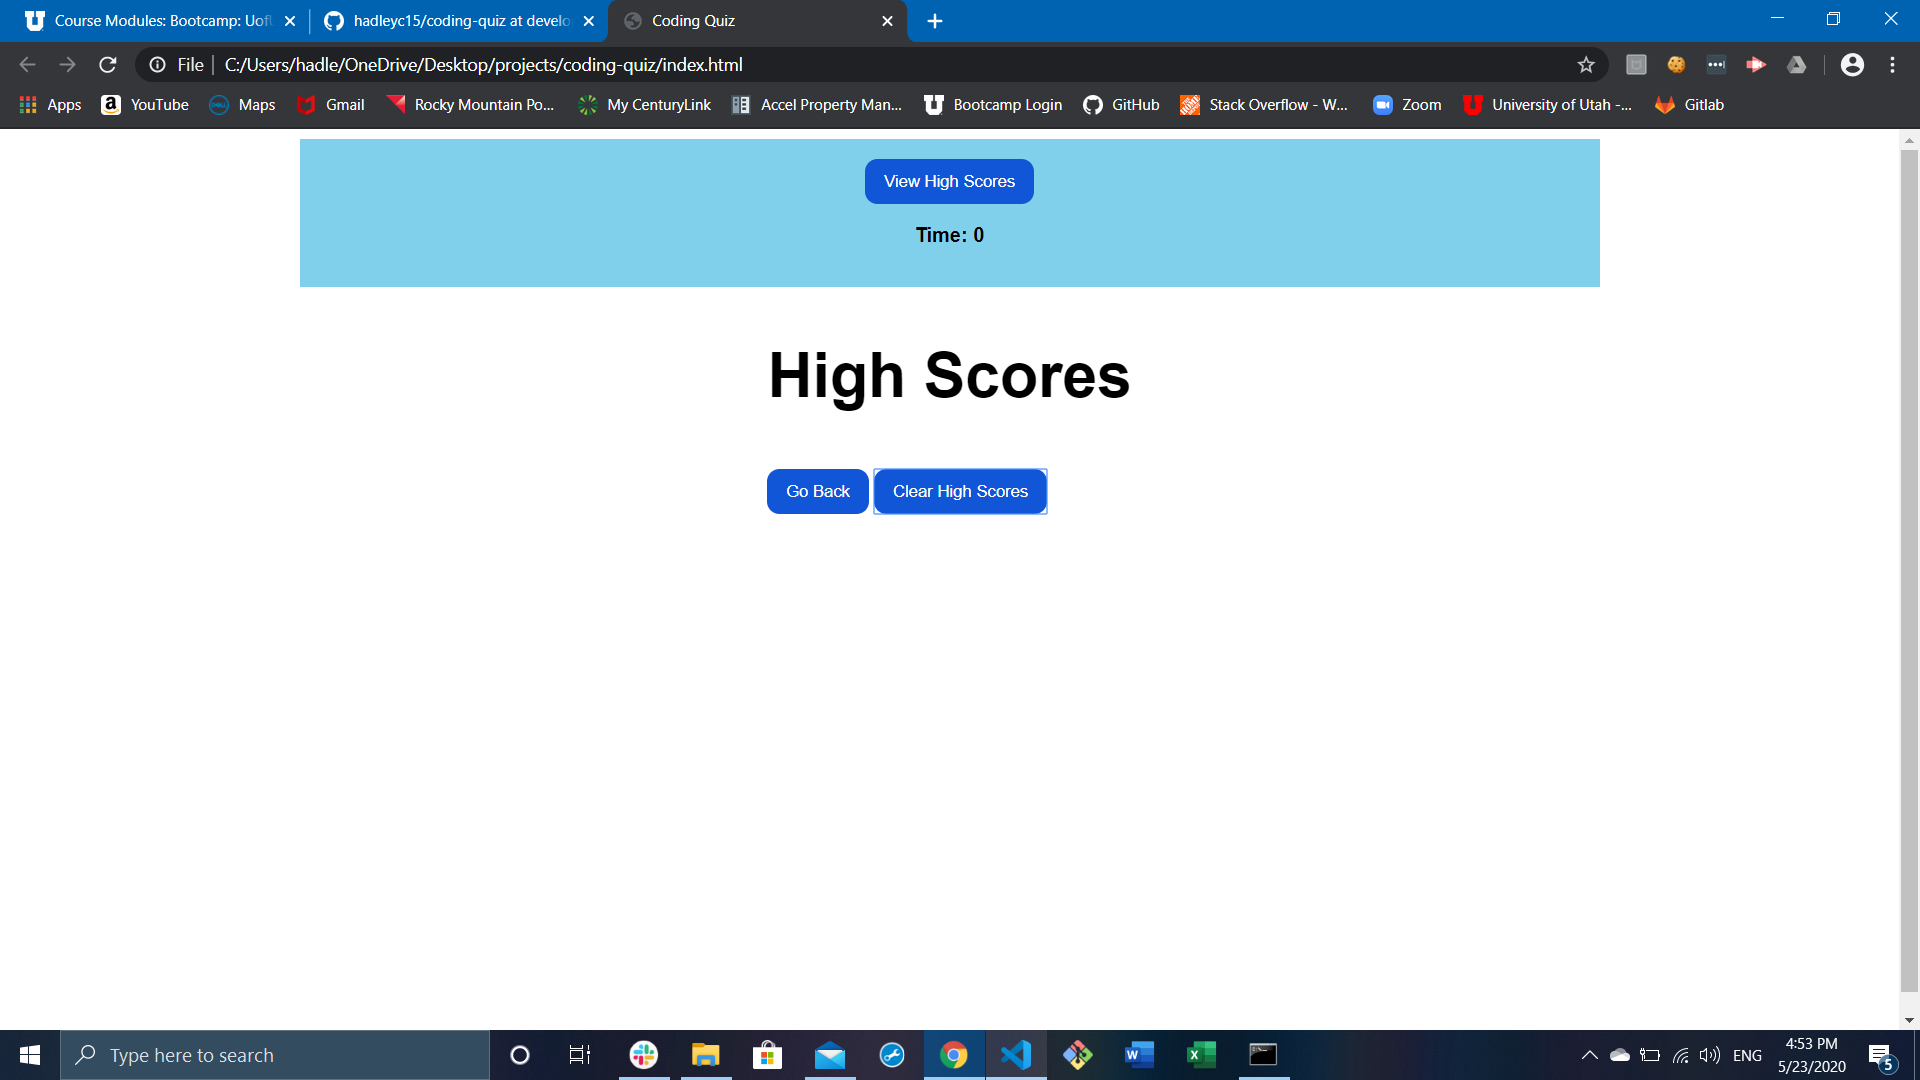 Course Modules: Bootcamp: Uof
hadleyc15/coding-quiz at develo
Coding Quiz
File
C:/Users/hadle/OneDrive/Desktop/projects/coding-quiz/index.html
Apps
YouTube
Maps
Gmail
Rocky Mountain Po...
My CenturyLink
Accel Property Man...
Bootcamp Login
GitHub
Stack Overflow - W...
Zoom
University of Utah -...
Gitlab
View High Scores
Time: 0
High Scores
Go Back
Clear High Scores
Type here to search
ENG
4:53 PM
5/23/2020
5